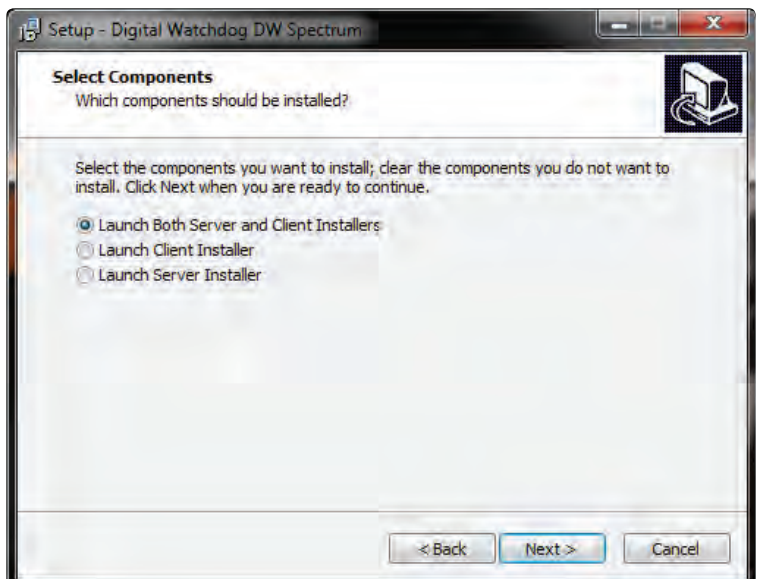 Setup - Digital Watchdog DW Spectrum
Select Components
Which components should be installed?
Select the components you want to install; clear the components you do not want to
install. Click Next when you are ready to continue.
Launch Both Server and Client Installers
Launch Client Installer
Launch Server Installer
< Back Next > Cancel